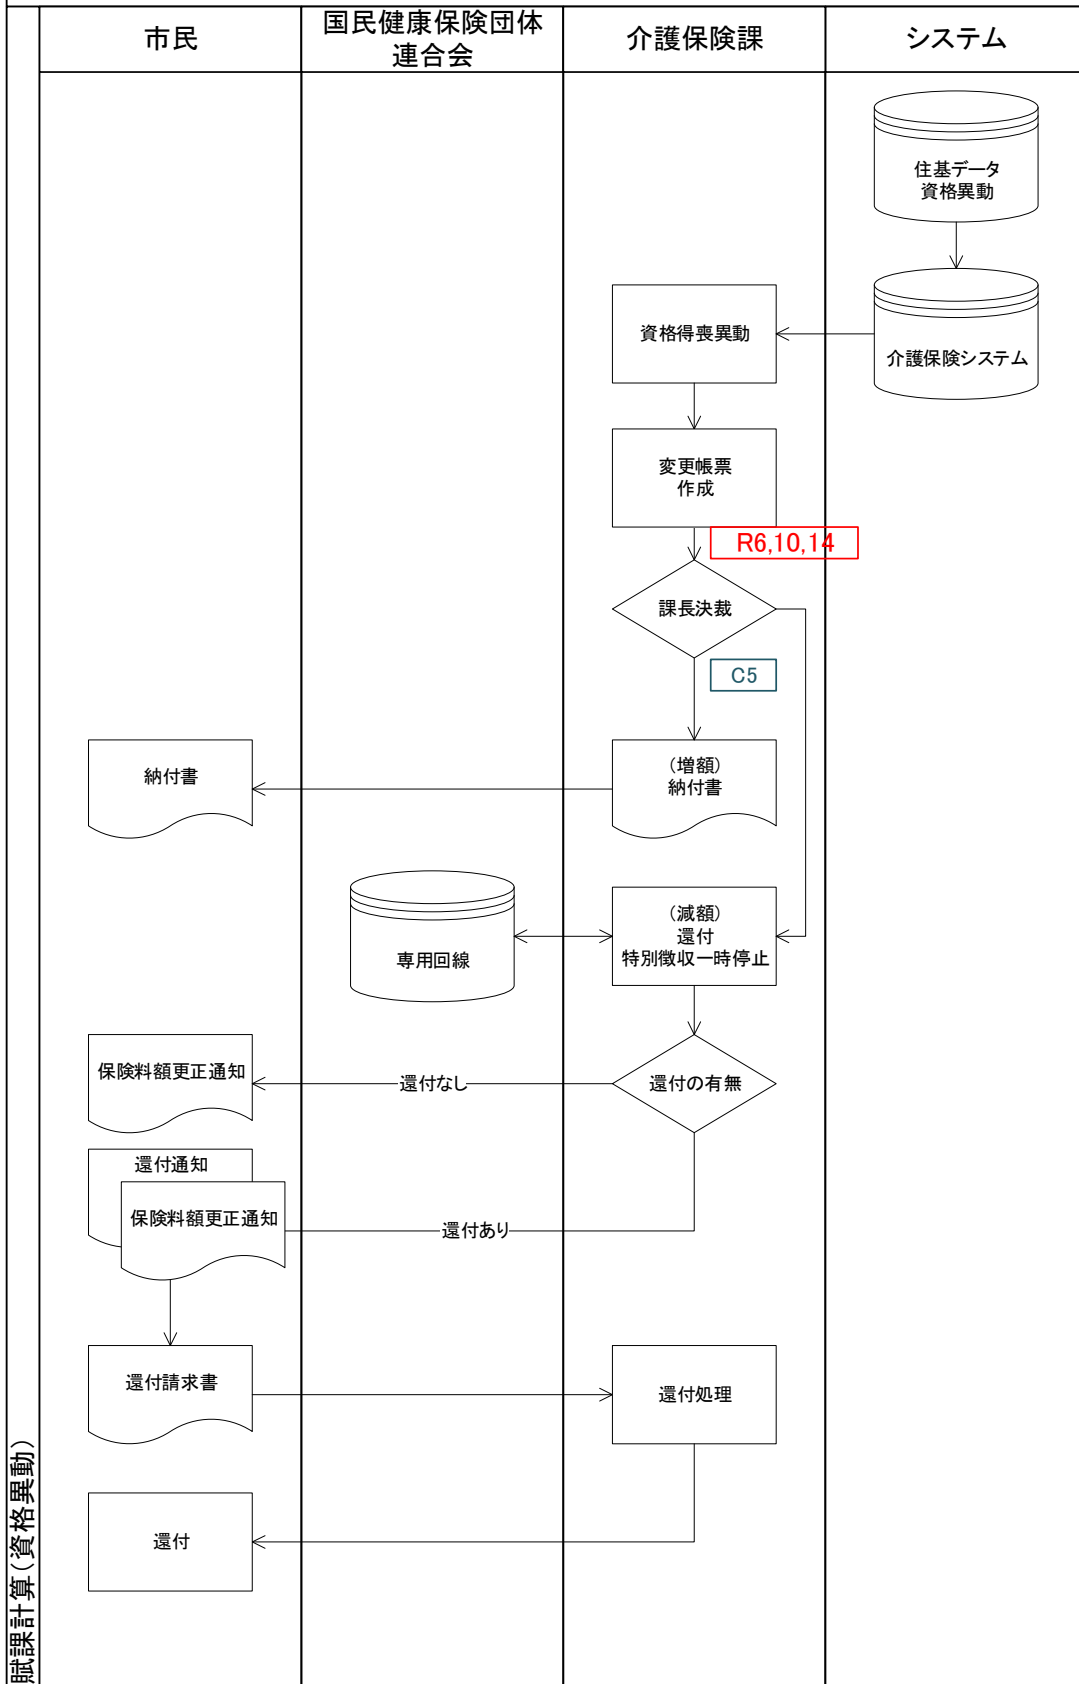 市民
国民健康保険団体
連合会
介護保険課
システム
住基データ
資格異動
介護保険システム
資格得喪異動
変更帳票
作成
R6,10,14
課長決裁
C5
(増額)
納付書
納付書
(減額)
還付
特別徴収一時停止
専用回線
還付の有無
還付なし
保険料額更正通知
還付あり
還付通知
保険料額更正通知
還付請求書
還付処理
還付
賦課計算(資格異動)